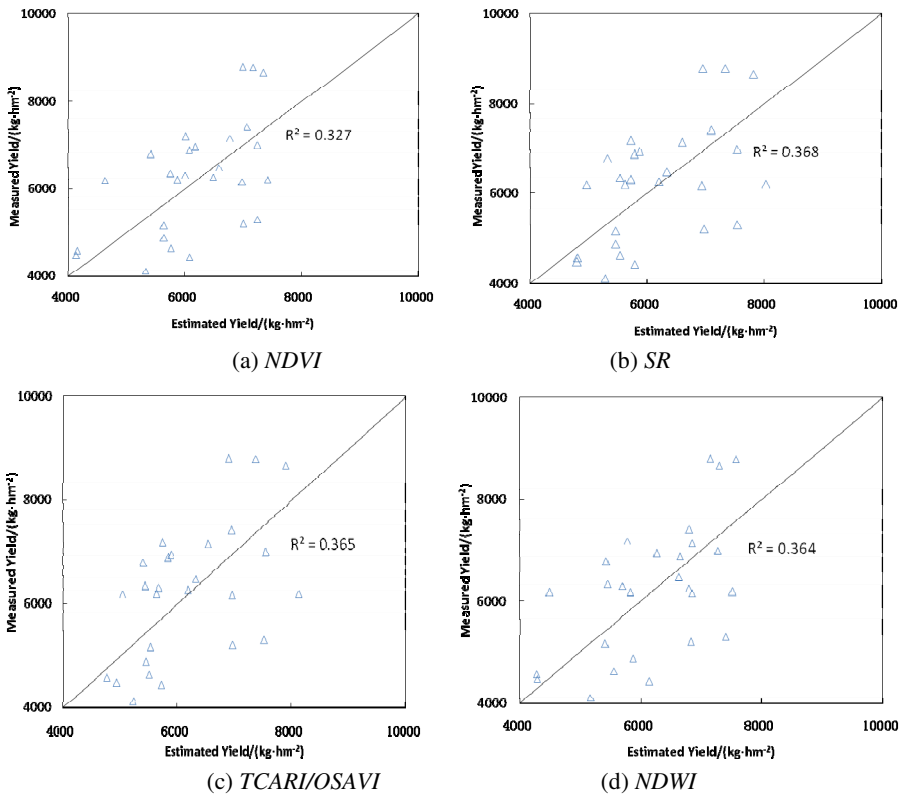 10000
8000
6000
4000
Measured Yield/(kg·hm⁻²)
R² = 0.327
4000 6000 8000 10000
Estimated Yield/(kg·hm⁻²)
(a) NDVI
10000
8000
6000
4000
Measured Yield/(kg·hm⁻²)
R² = 0.368
4000 6000 8000 10000
Estimated Yield/(kg·hm⁻²)
(b) SR
10000
8000
6000
4000
Measured Yield/(kg·hm⁻²)
R² = 0.365
4000 6000 8000 10000
Estimated Yield/(kg·hm⁻²)
(c) TCARI/OSAVI
10000
8000
6000
4000
Measured Yield/(kg·hm⁻²)
R² = 0.364
4000 6000 8000 10000
Estimated Yield/(kg·hm⁻²)
(d) NDWI